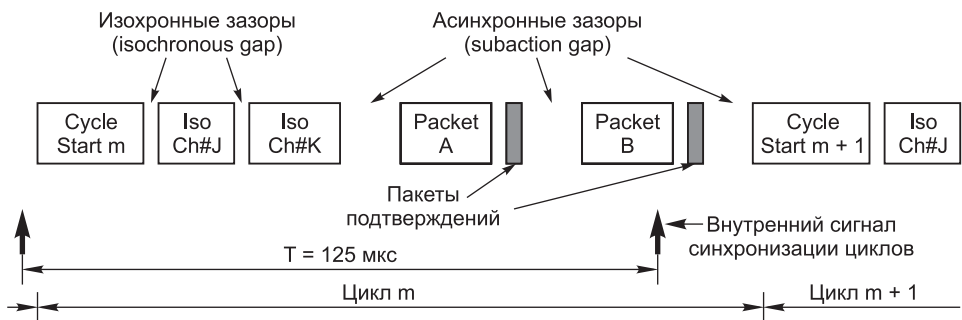 Изохронные зазоры
(isochronous gap)
Асинхронные зазоры
(subaction gap)
Cycle
Start m
Iso
Ch#J
Iso
Ch#K
Packet
A
Packet
B
Cycle
Start m + 1
Iso
Ch#J
Пакеты
подтверждений
Внутренний сигнал
синхронизации циклов
T = 125 мкс
Цикл m
Цикл m + 1